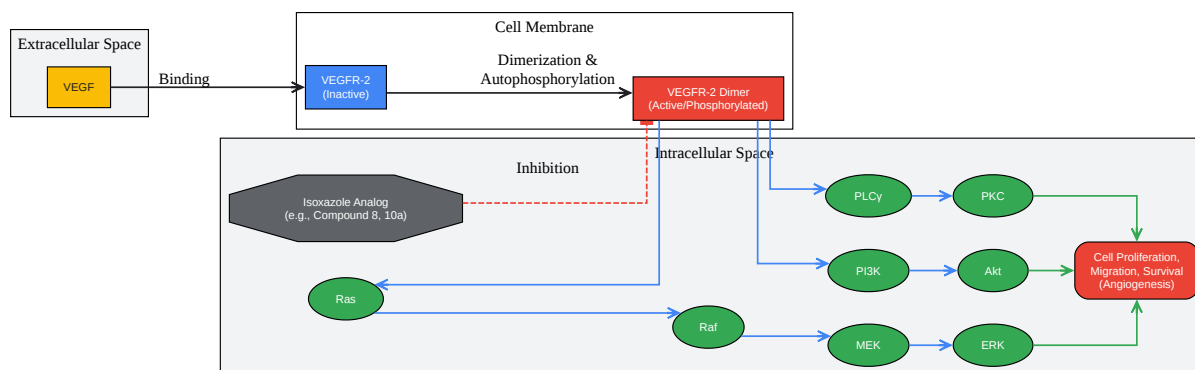 Cell Membrane
Extracellular Space
VEGF
Binding
VEGFR-2
(Inactive)
Dimerization &
Autophosphorylation
VEGFR-2 Dimer
(Active/Phosphorylated)
Intracellular Space
Inhibition
Isoxazole Analog
(e.g., Compound 8, 10a)
PLCγ
PKC
PI3K
Akt
Cell Proliferation,
Migration, Survival
(Angiogenesis)
Ras
Raf
MEK
ERK